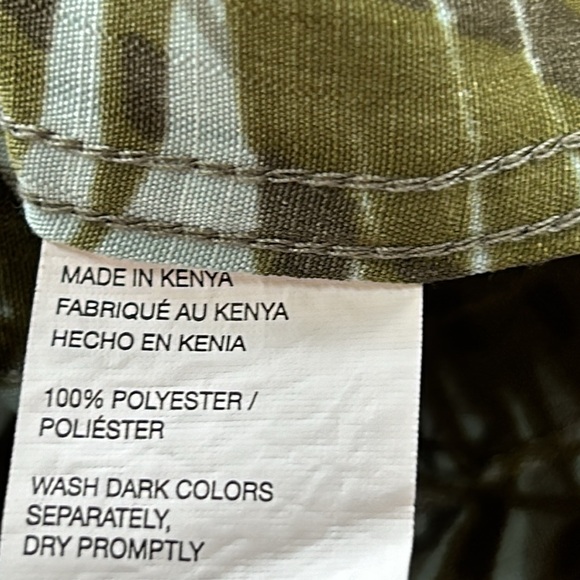 MADE IN KENYA
FABRIQUÉ AU KENYA
HECHO EN KENIA
100% POLYESTER /
POLIÉSTER
WASH DARK COLORS
SEPARATELY,
DRY PROMPTLY